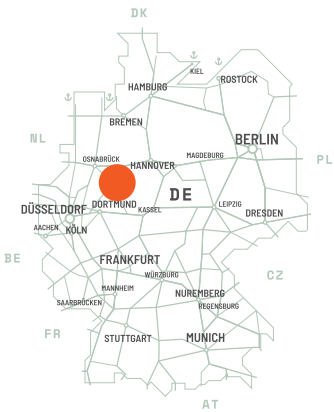 DK
KIEL
ROSTOCK
HAMBURG
BREMEN
NL
BERLIN
OSNABRÜCK
HANNOVER
MAGDEBURG
PL
DE
DÜSSELDORF
DORTMUND
KASSEL
LEIPZIG
DRESDEN
AACHEN
KÖLN
BE
FRANKFURT
WÜRZBURG
CZ
MANNHEIM
NUREMBERG
SAARBRÜCKEN
REGENSBURG
FR
STUTTGART
MUNICH
AT